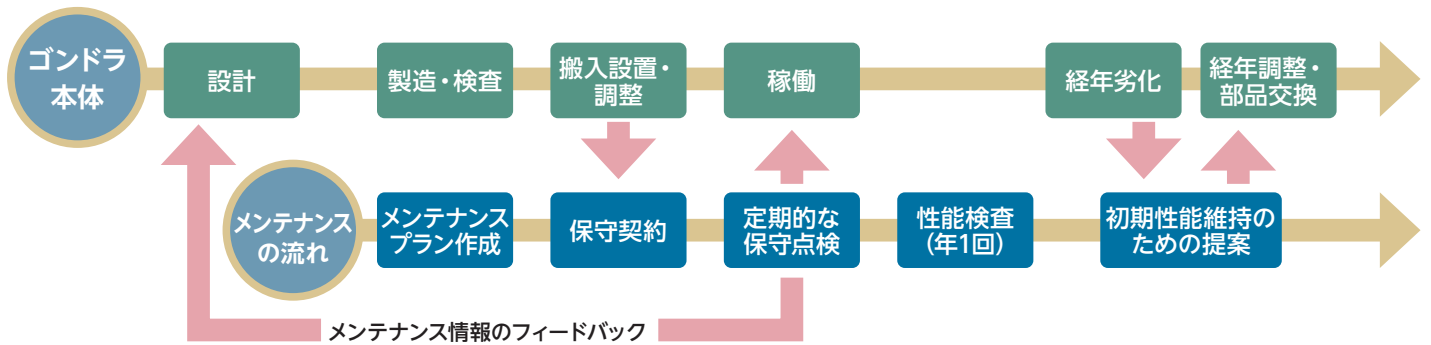 ゴンドラ
本体
設計
製造・検査
搬入設置・
調整
稼働
経年劣化
経年調整・
部品交換
メンテナンス
の流れ
メンテナンス
プラン作成
保守契約
定期的な
保守点検
性能検査
(年1回)
初期性能維持の
ための提案
メンテナンス情報のフィードバック